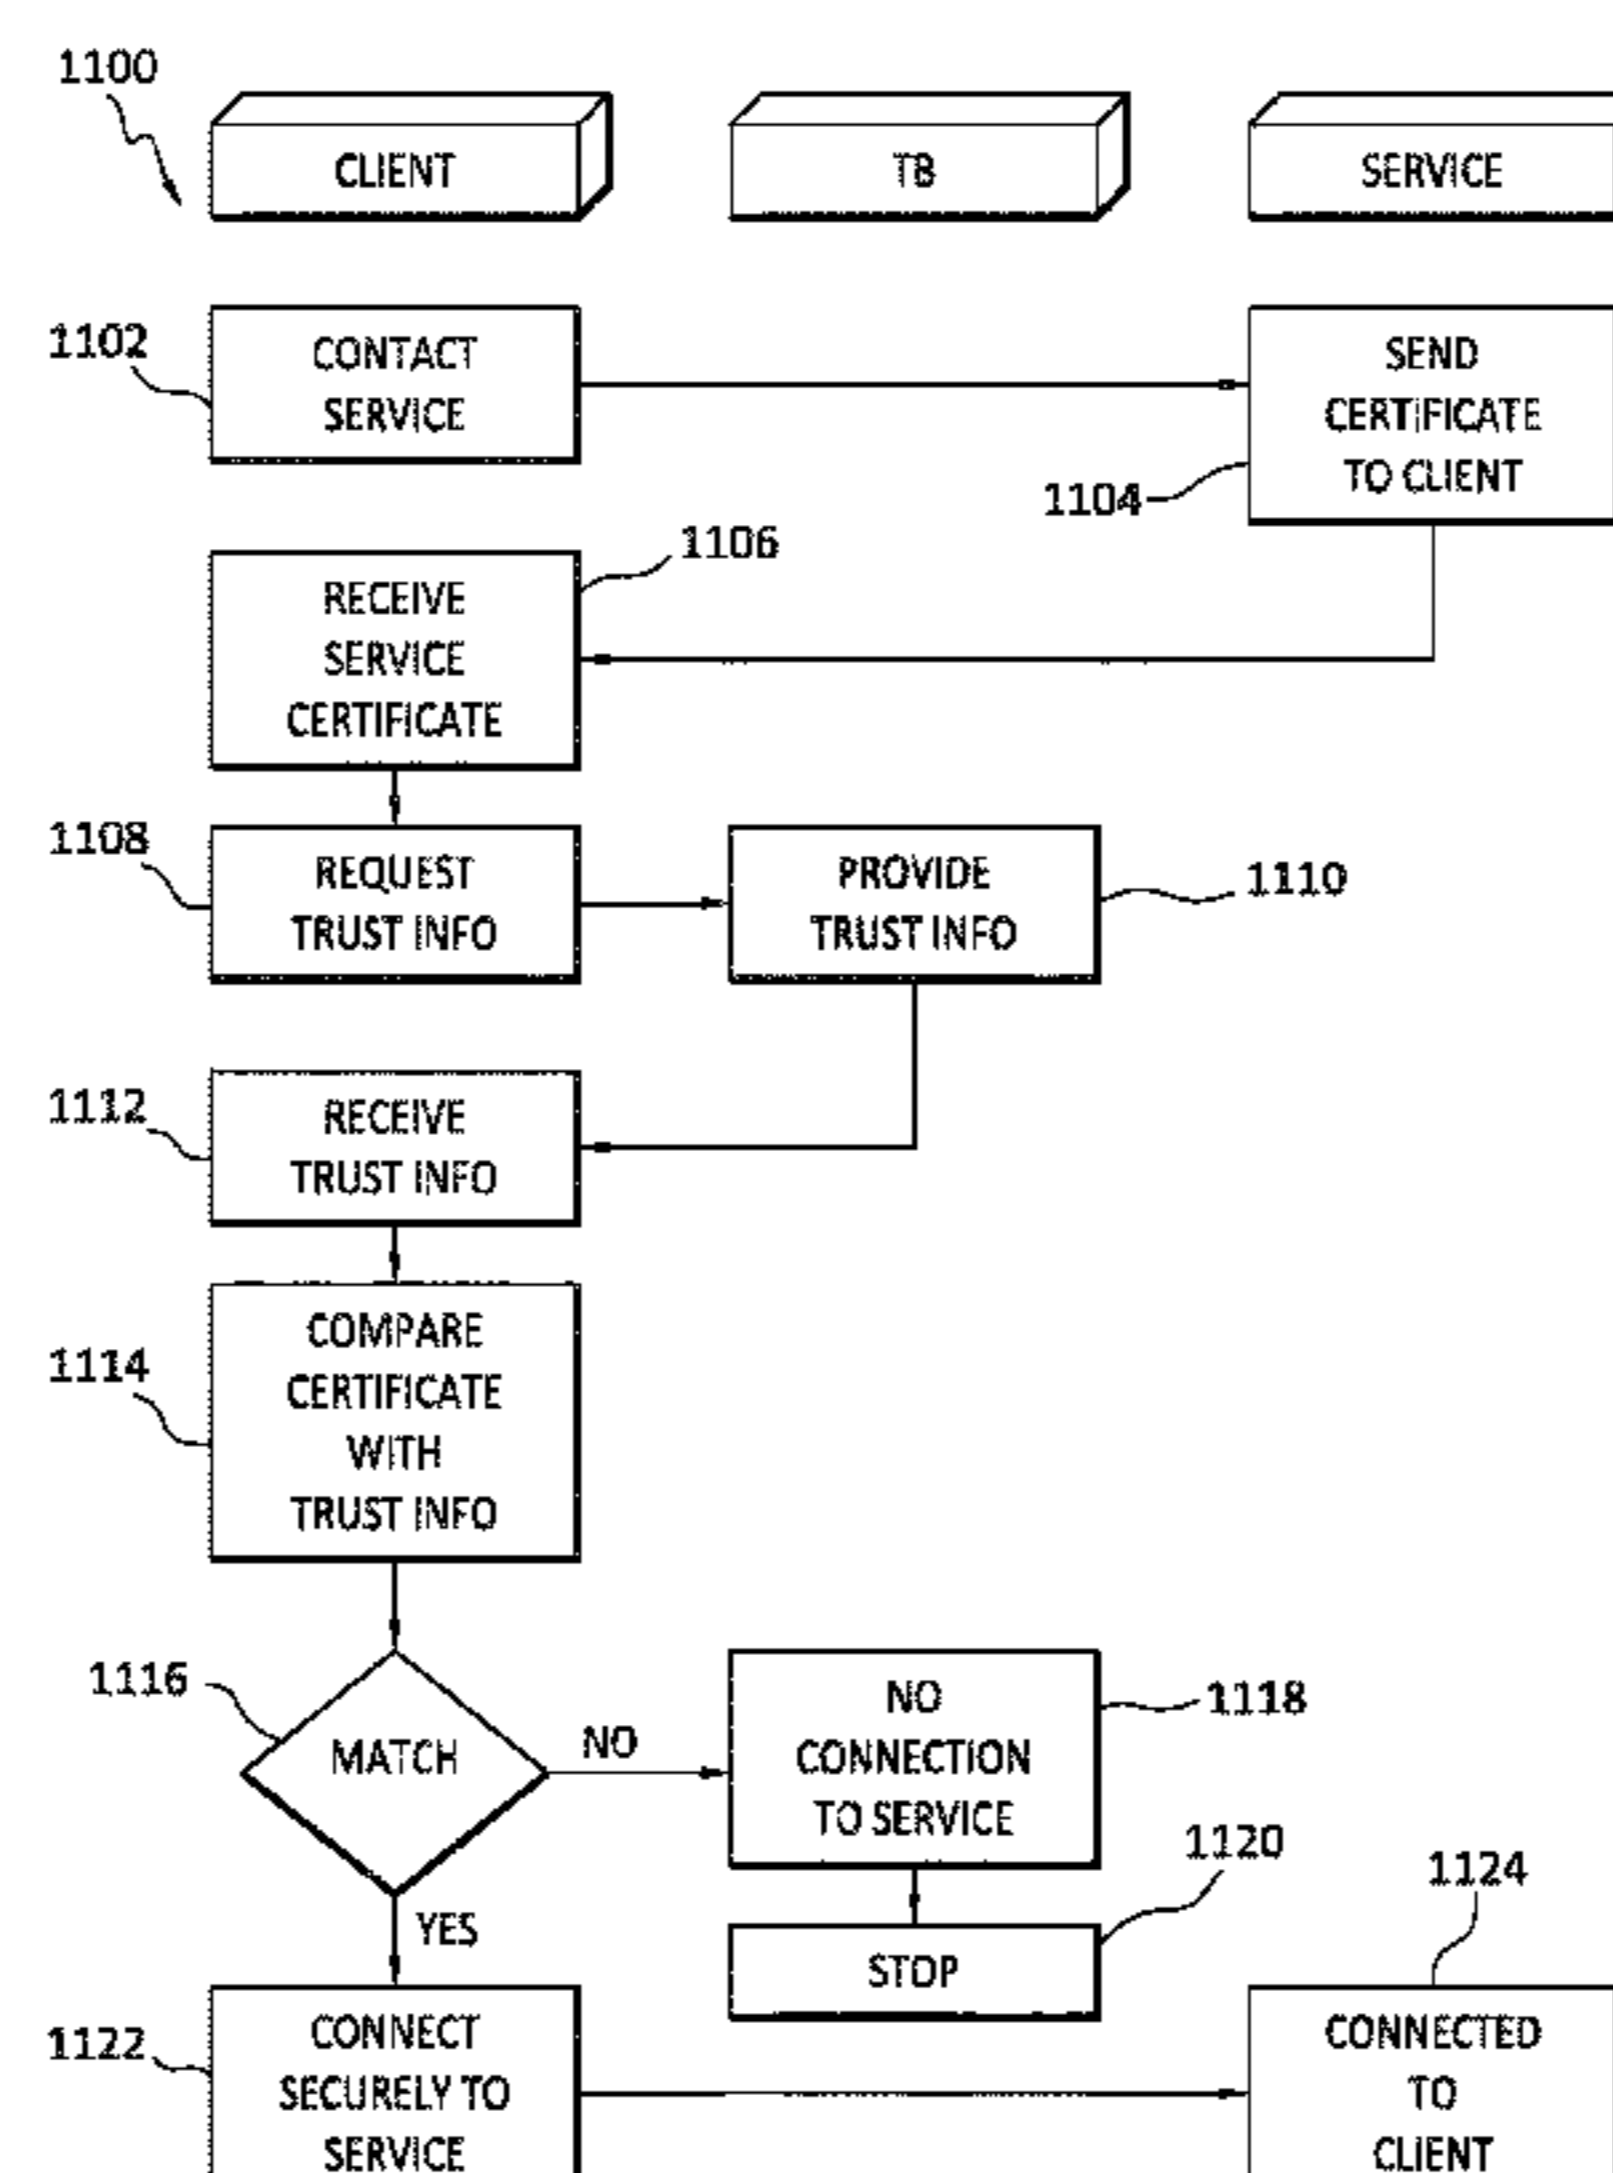 1100
CLIENT
TB
SERVICE
1102
CONTACT
SERVICE
SEND
CERTIFICATE
TO CLIENT
1104
1106
RECEIVE
SERVICE
CERTIFICATE
1108
REQUEST
TRUST INFO
PROVIDE
TRUST INFO
1110
1112
RECEIVE
TRUST INFO
1114
COMPARE
CERTIFICATE
WITH
TRUST INFO
1116
MATCH
NO
NO
CONNECTION
TO SERVICE
1118
YES
STOP
1120
1124
1122
CONNECT
SECURELY TO
SERVICE
CONNECTED
TO
CLIENT